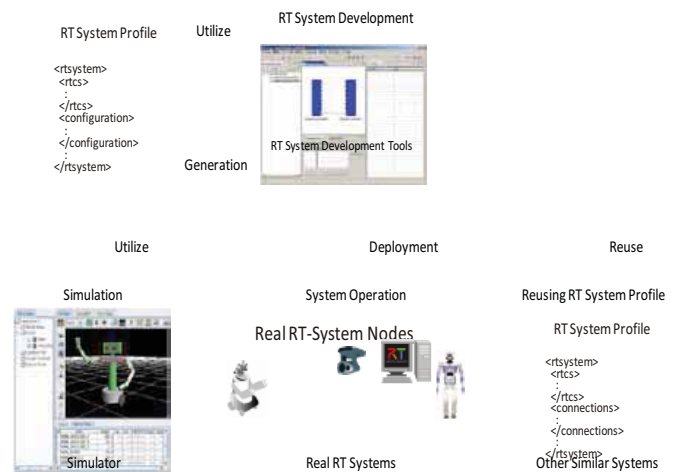 RT System Development
RT System Profile
Utilize
<rtsystem>
<rtcs>
:
</rtcs>
<configuration>
:
</configuration>
:
</rtsystem>
RT System Development Tools
Generation
Utilize
Deployment
Reuse
Simulation
System Operation
Reusing RT System Profile
Real RT-System Nodes
RT
RT System Profile
<rtsystem>
<rtcs>
:
</rtcs>
<connections>
:
</connections>
:
</rtsystem>
Simulator
Real RT Systems
Other Similar Systems